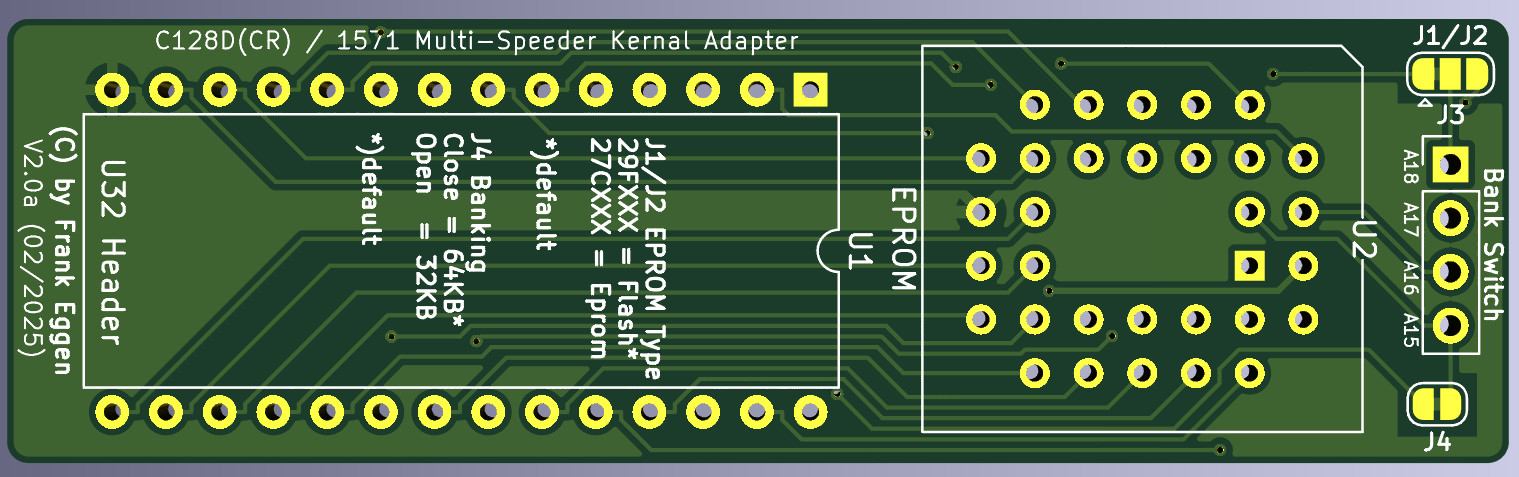 C128D(CR) / 1571 Multi-Speeder Kernal Adapter
J1/J2
J3
A18
A17
A16
A15
Bank Switch
J4
U2
EPROM
U1
J1/J2 EPROM Type
29FXXX = Flash*
27CXXX = Eprom
*)default
J4 Banking
Close = 64KB*
Open = 32KB
*)default
U32 Header
(C) by Frank Eggen
V2.0a (02/2025)